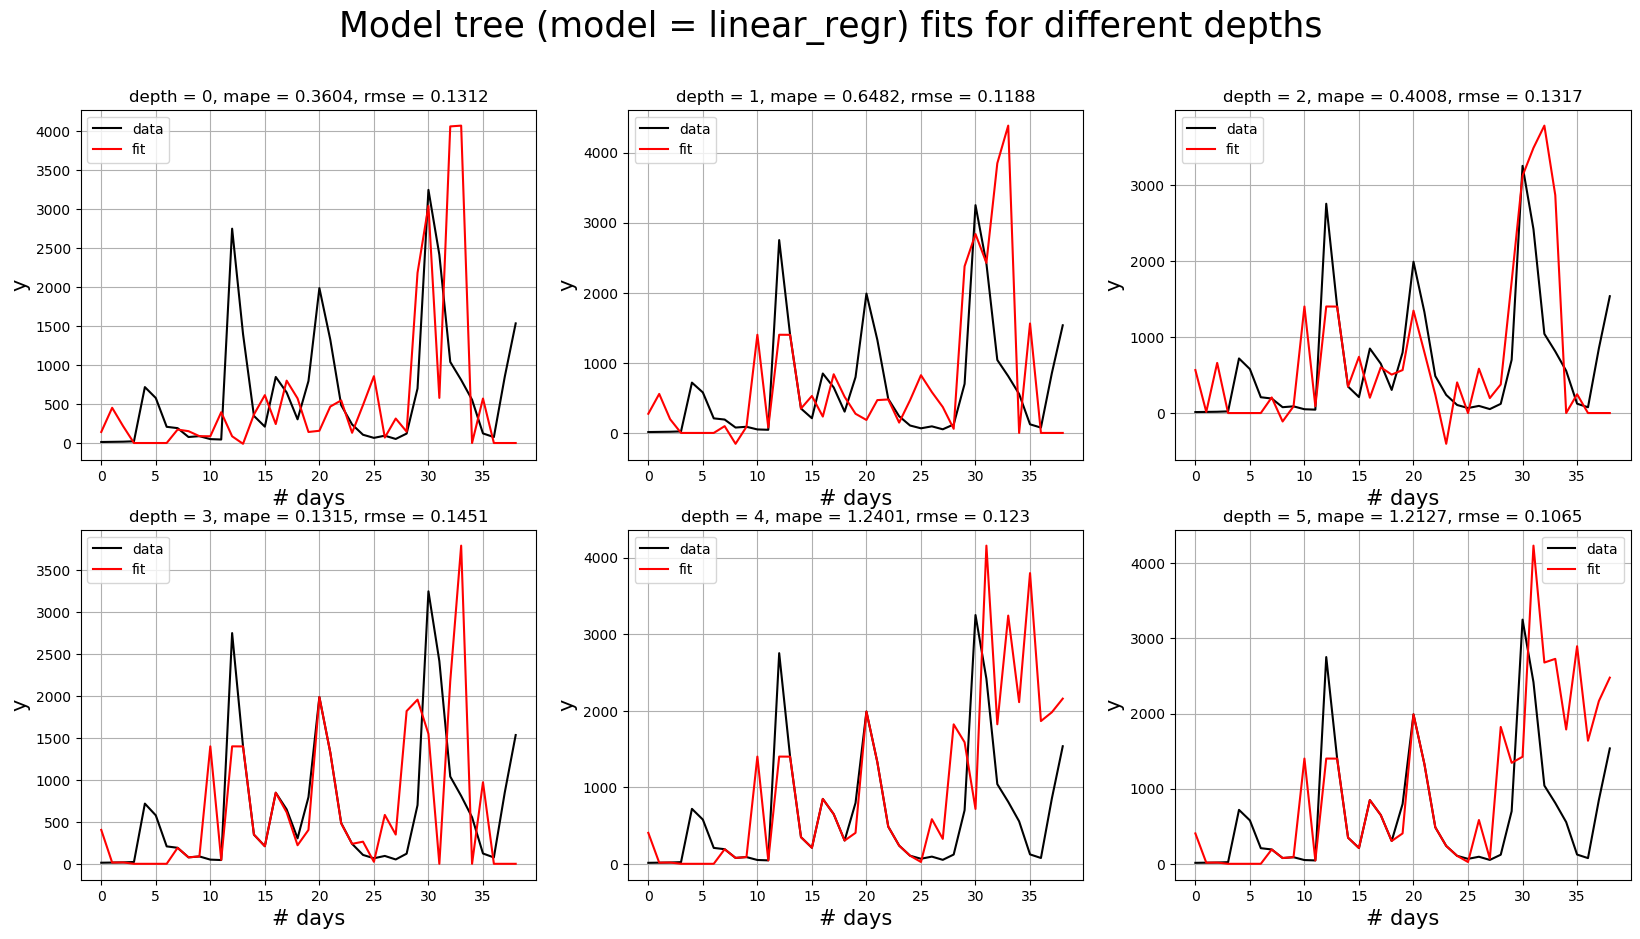 Model tree (model = linear_regr) fits for different depths
depth = 0, mape = 0.3604, rmse = 0.1312
data
fit
4000
3500
3000
2500
2000
1500
1000
500
0
y
0 5 10 15 20 25 30 35
# days
depth = 1, mape = 0.6482, rmse = 0.1188
data
fit
4000
3000
2000
1000
0
y
0 5 10 15 20 25 30 35
# days
depth = 2, mape = 0.4008, rmse = 0.1317
data
fit
3000
2000
1000
0
y
0 5 10 15 20 25 30 35
# days
depth = 3, mape = 0.1315, rmse = 0.1451
data
fit
3500
3000
2500
2000
1500
1000
500
0
y
0 5 10 15 20 25 30 35
# days
depth = 4, mape = 1.2401, rmse = 0.123
data
fit
4000
3000
2000
1000
0
y
0 5 10 15 20 25 30 35
# days
depth = 5, mape = 1.2127, rmse = 0.1065
data
fit
4000
3000
2000
1000
0
y
0 5 10 15 20 25 30 35
# days